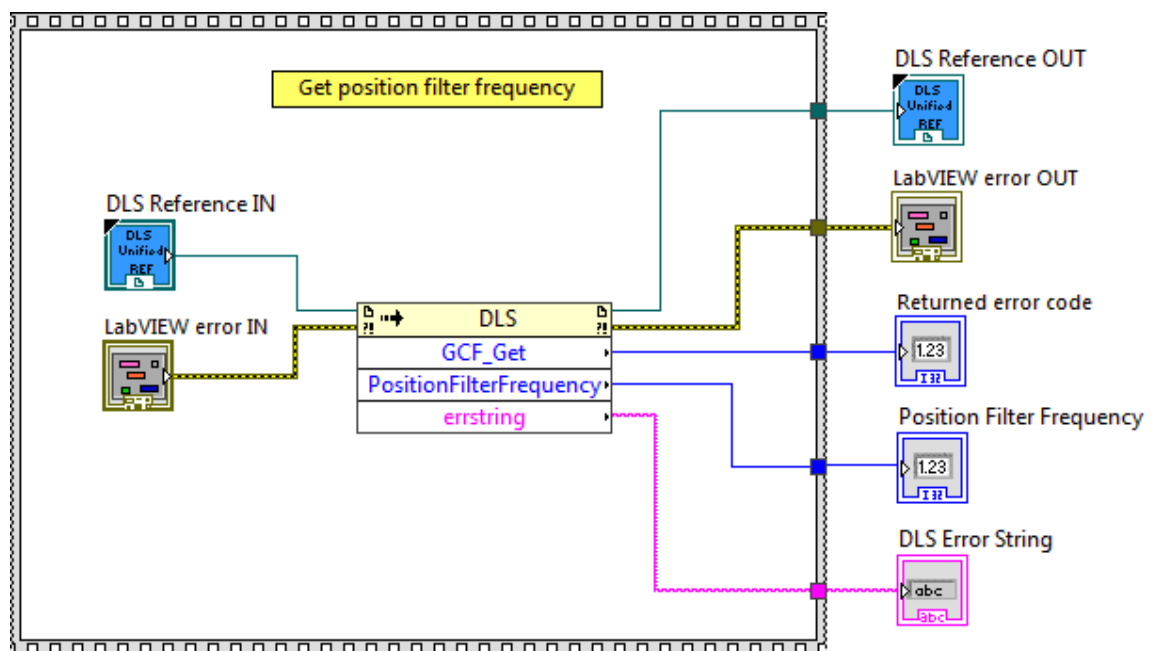 Get position filter frequency
DLS Reference IN
DLS
Unified
REF
LabVIEW error IN
?!
DLS
?!
GCF_Get
PositionFilterFrequency
errstring
DLS Reference OUT
DLS
Unified
REF
LabVIEW error OUT
Returned error code
1.23
I32
Position Filter Frequency
1.23
I32
DLS Error String
abc
abc